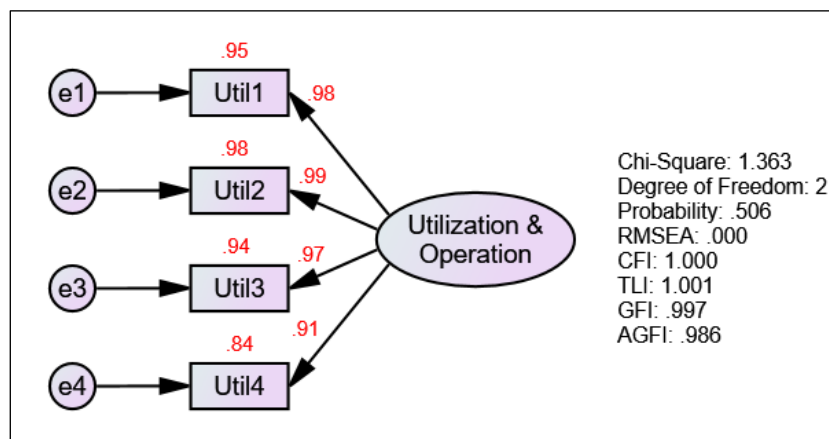 .95
e1
Util1
.98
.98
e2
Util2
.99
.94
e3
Util3
.97
.84
e4
Util4
.91
Utilization &
Operation
Chi-Square: 1.363
Degree of Freedom: 2
Probability: .506
RMSEA: .000
CFI: 1.000
TLI: 1.001
GFI: .997
AGFI: .986